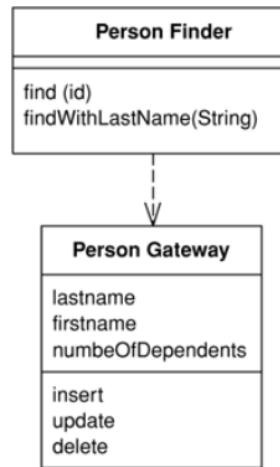 Person Finder
find (id)
findWithLastName(String)
Person Gateway
lastname
firstname
numbeOfDependents
insert
update
delete